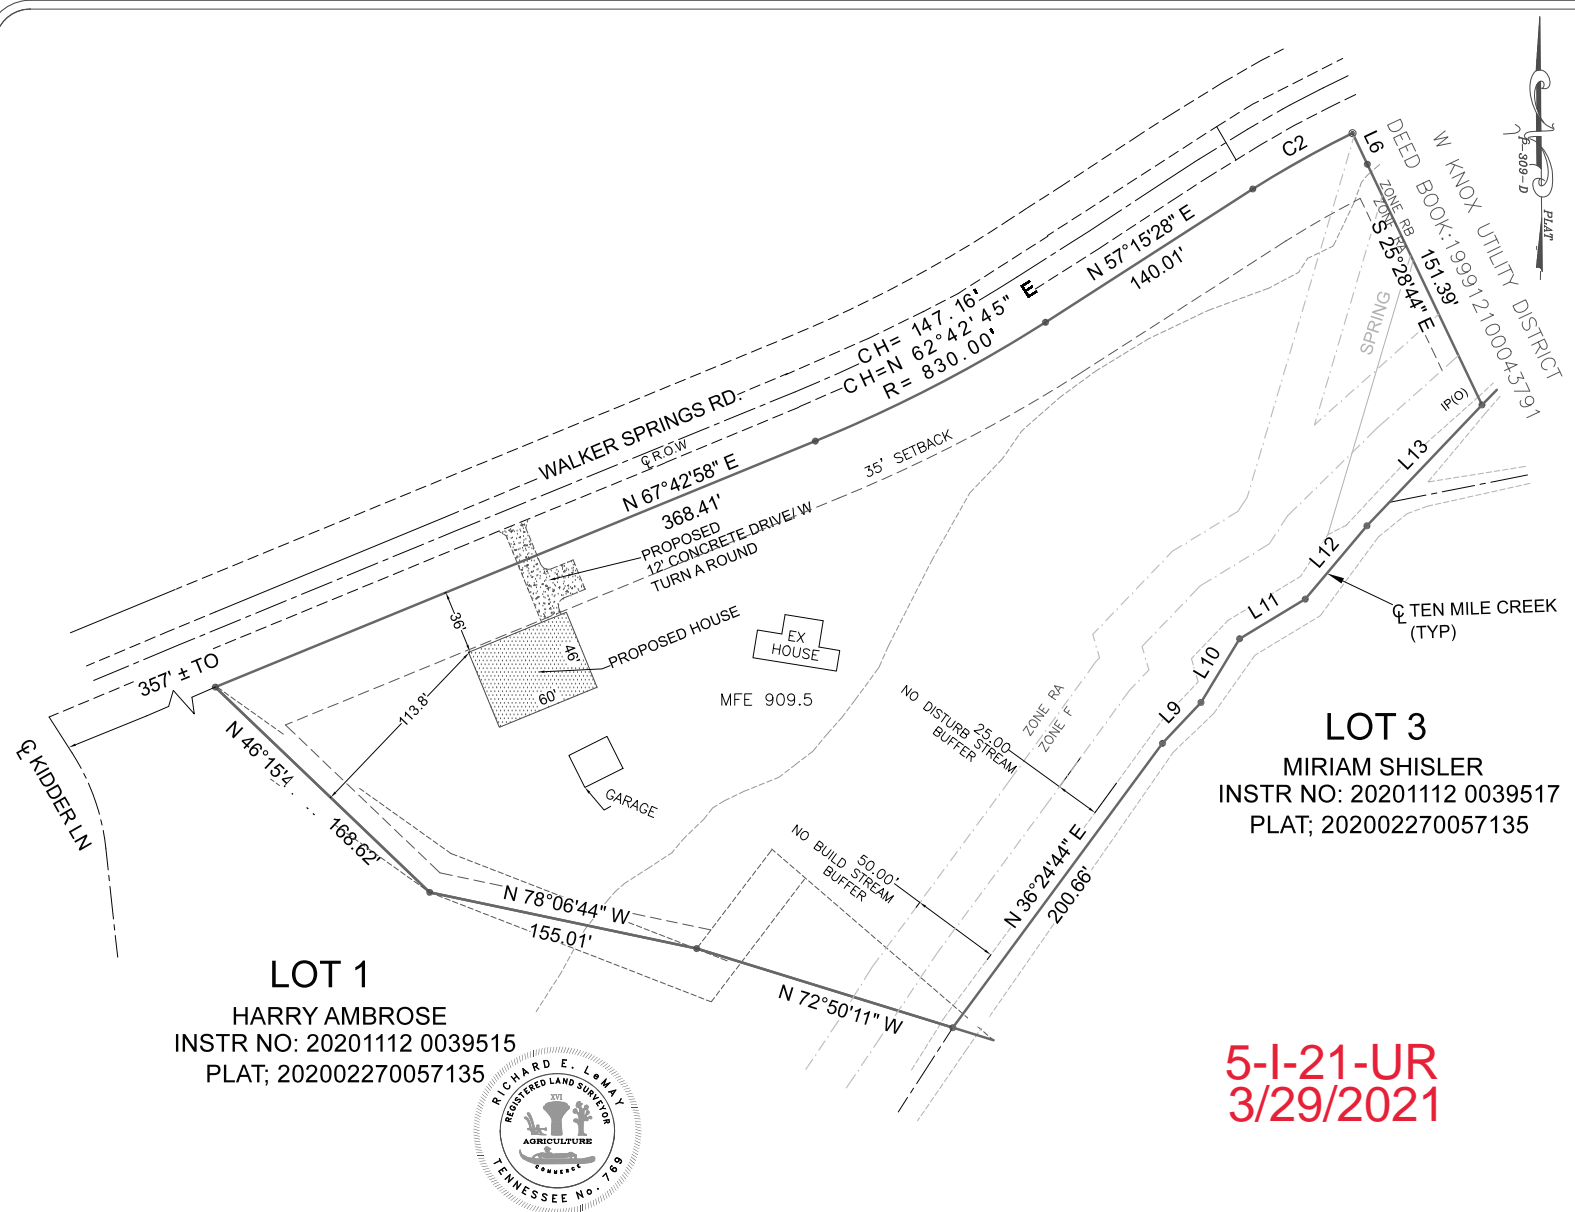 C2
L6
W KNOX UTILITY DISTRICT
DEED BOOK:199912100043791
P-309-D
PLAT
ZONE RB
ZONE RA
151.39'
S 25°28'44" E
SPRING
IP(O)
N 57°15'28" E
140.01'
CH= 147.16'
CH=N 62°42'45" E
R= 830.00'
WALKER SPRINGS RD.
℄ R.O.W
N 67°42'58" E
368.41'
35' SETBACK
PROPOSED
12' CONCRETE DRIVE/ W
TURN A ROUND
L13
L12
L11
L10
L9
℄ TEN MILE CREEK
(TYP)
36'
PROPOSED HOUSE
46'
60'
EX
HOUSE
MFE 909.5
357' ± TO
℄ KIDDER LN
113.8'
N 46°15'4
168.62'
GARAGE
NO DISTURB STREAM
BUFFER
25.00
ZONE RA
ZONE F
NO BUILD STREAM
BUFFER
50.00'
N 36°24'44" E
200.66'
LOT 3
MIRIAM SHISLER
INSTR NO: 20201112 0039517
PLAT; 202002270057135
N 78°06'44" W
155.01'
N 72°50'11" W
LOT 1
HARRY AMBROSE
INSTR NO: 20201112 0039515
PLAT; 202002270057135
RICHARD E. LeMAY
REGISTERED LAND SURVEYOR
XVI
AGRICULTURE
COMMERCE
TENNESSEE No. 769
5-I-21-UR
3/29/2021